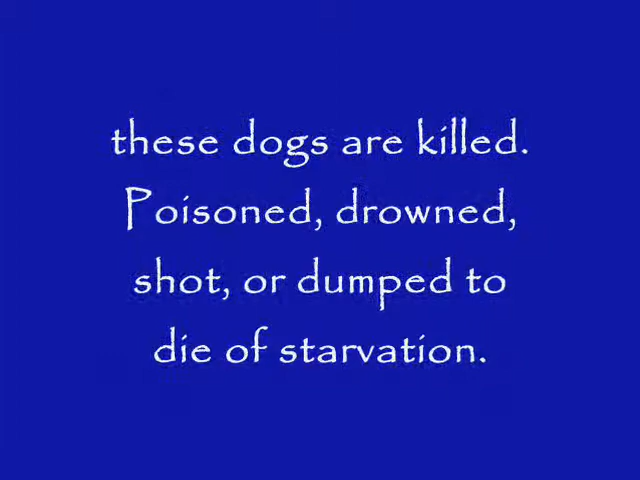 these dogs are killed.
Poisoned, drowned,
shot, or dumped to
die of starvation.